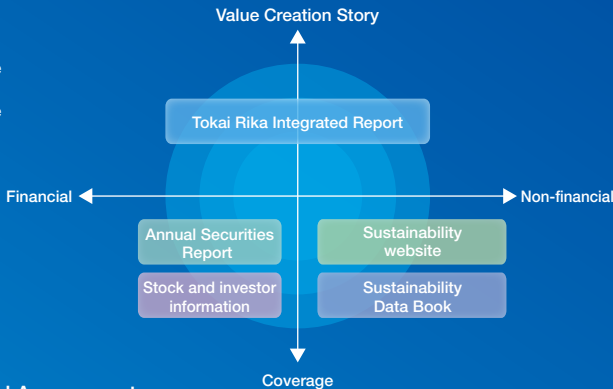 Value Creation Story
Tokai Rika Integrated Report
Financial
Non-financial
Annual Securities
Report
Sustainability
website
Stock and investor
information
Sustainability
Data Book
Coverage